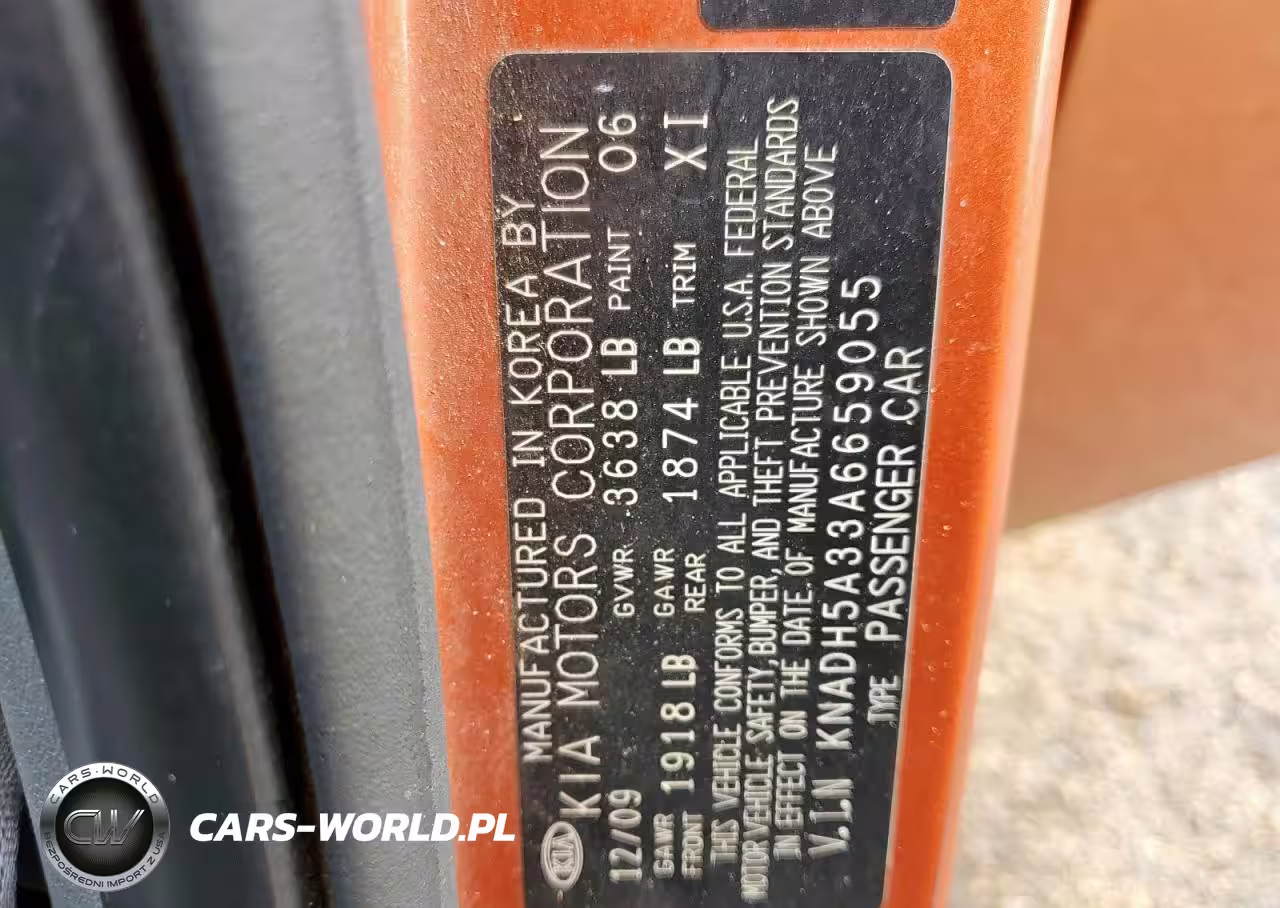 MANUFACTURED IN KOREA BY
KIA KIA MOTORS CORPORATION
12/09 GVWR 3638 LB PAINT 06
GAWR FRONT 1918 LB GAWR REAR 1874 LB TRIM XI
THIS VEHICLE CONFORMS TO ALL APPLICABLE U.S.A. FEDERAL
MOTOR VEHICLE SAFETY, BUMPER, AND THEFT PREVENTION STANDARDS
IN EFFECT ON THE DATE OF MANUFACTURE SHOWN ABOVE
V.I.N KNADH5A33A6659055
TYPE PASSENGER CAR
CARS-WORLD
CW
BEZPOŚREDNI IMPORT Z USA
CARS-WORLD.PL